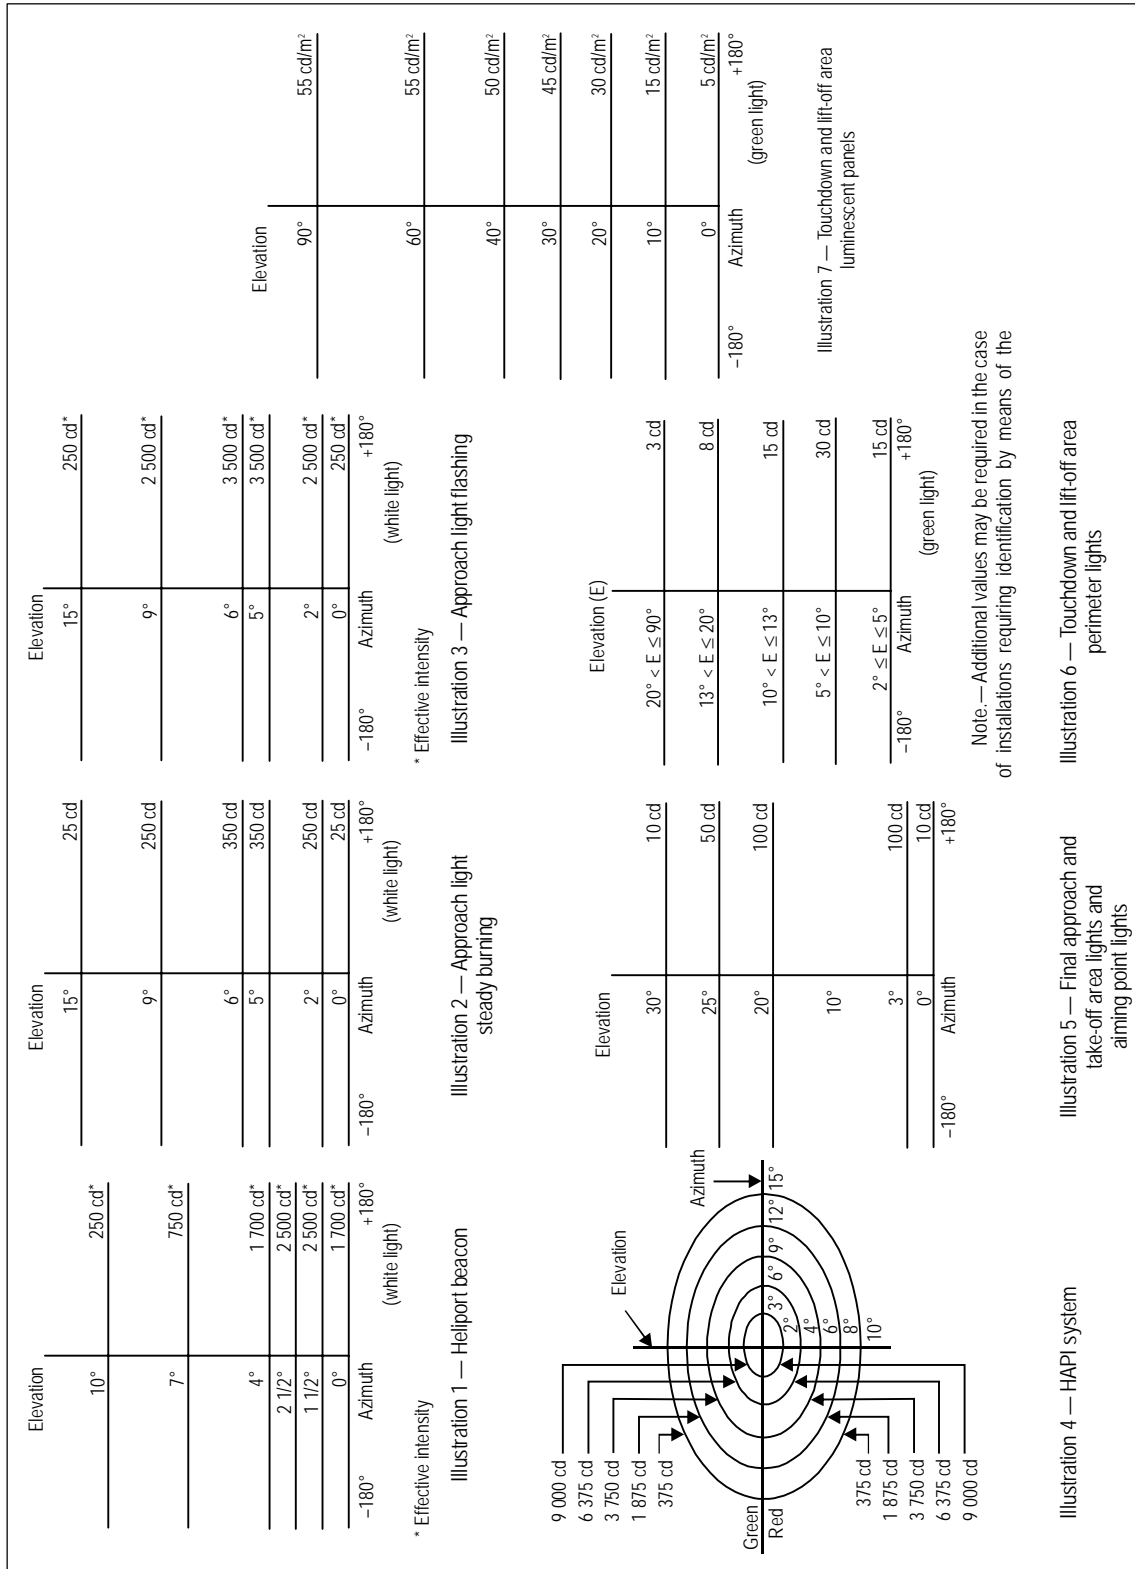 Elevation
10° 250 cd*
7° 750 cd*
4° 1 700 cd*
2 1/2° 2 500 cd*
1 1/2° 2 500 cd*
0° 1 700 cd*
–180° Azimuth +180°
(white light)
* Effective intensity
Illustration 1 — Heliport beacon
Elevation
15° 25 cd
9° 250 cd
6° 350 cd
5° 350 cd
2° 250 cd
0° 25 cd
–180° Azimuth +180°
(white light)
Illustration 2 — Approach light
steady burning
Elevation
15° 250 cd*
9° 2 500 cd*
6° 3 500 cd*
5° 3 500 cd*
2° 2 500 cd*
0° 250 cd*
–180° Azimuth +180°
(white light)
* Effective intensity
Illustration 3 — Approach light flashing
9 000 cd
6 375 cd
3 750 cd
1 875 cd
375 cd
Elevation
Azimuth
Green
Red
3° 6° 9° 12° 15°
2°
4°
6°
8°
10°
375 cd
1 875 cd
3 750 cd
6 375 cd
9 000 cd
Illustration 4 — HAPI system
Elevation
30° 10 cd
25° 50 cd
20° 100 cd
10°
3° 100 cd
0° 10 cd
–180° Azimuth +180°
Illustration 5 — Final approach and
take-off area lights and
aiming point lights
Elevation (E)
20° < E ≤ 90° 3 cd
13° < E ≤ 20° 8 cd
10° < E ≤ 13° 15 cd
5° < E ≤ 10° 30 cd
2° ≤ E ≤ 5° 15 cd
–180° Azimuth +180°
(green light)
Note.— Additional values may be required in the case
of installations requiring identification by means of the
Illustration 6 — Touchdown and lift-off area
perimeter lights
Elevation
90° 55 cd/m²
60° 55 cd/m²
40° 50 cd/m²
30° 45 cd/m²
20° 30 cd/m²
10° 15 cd/m²
0° 5 cd/m²
–180° Azimuth +180°
(green light)
Illustration 7 — Touchdown and lift-off area
luminescent panels